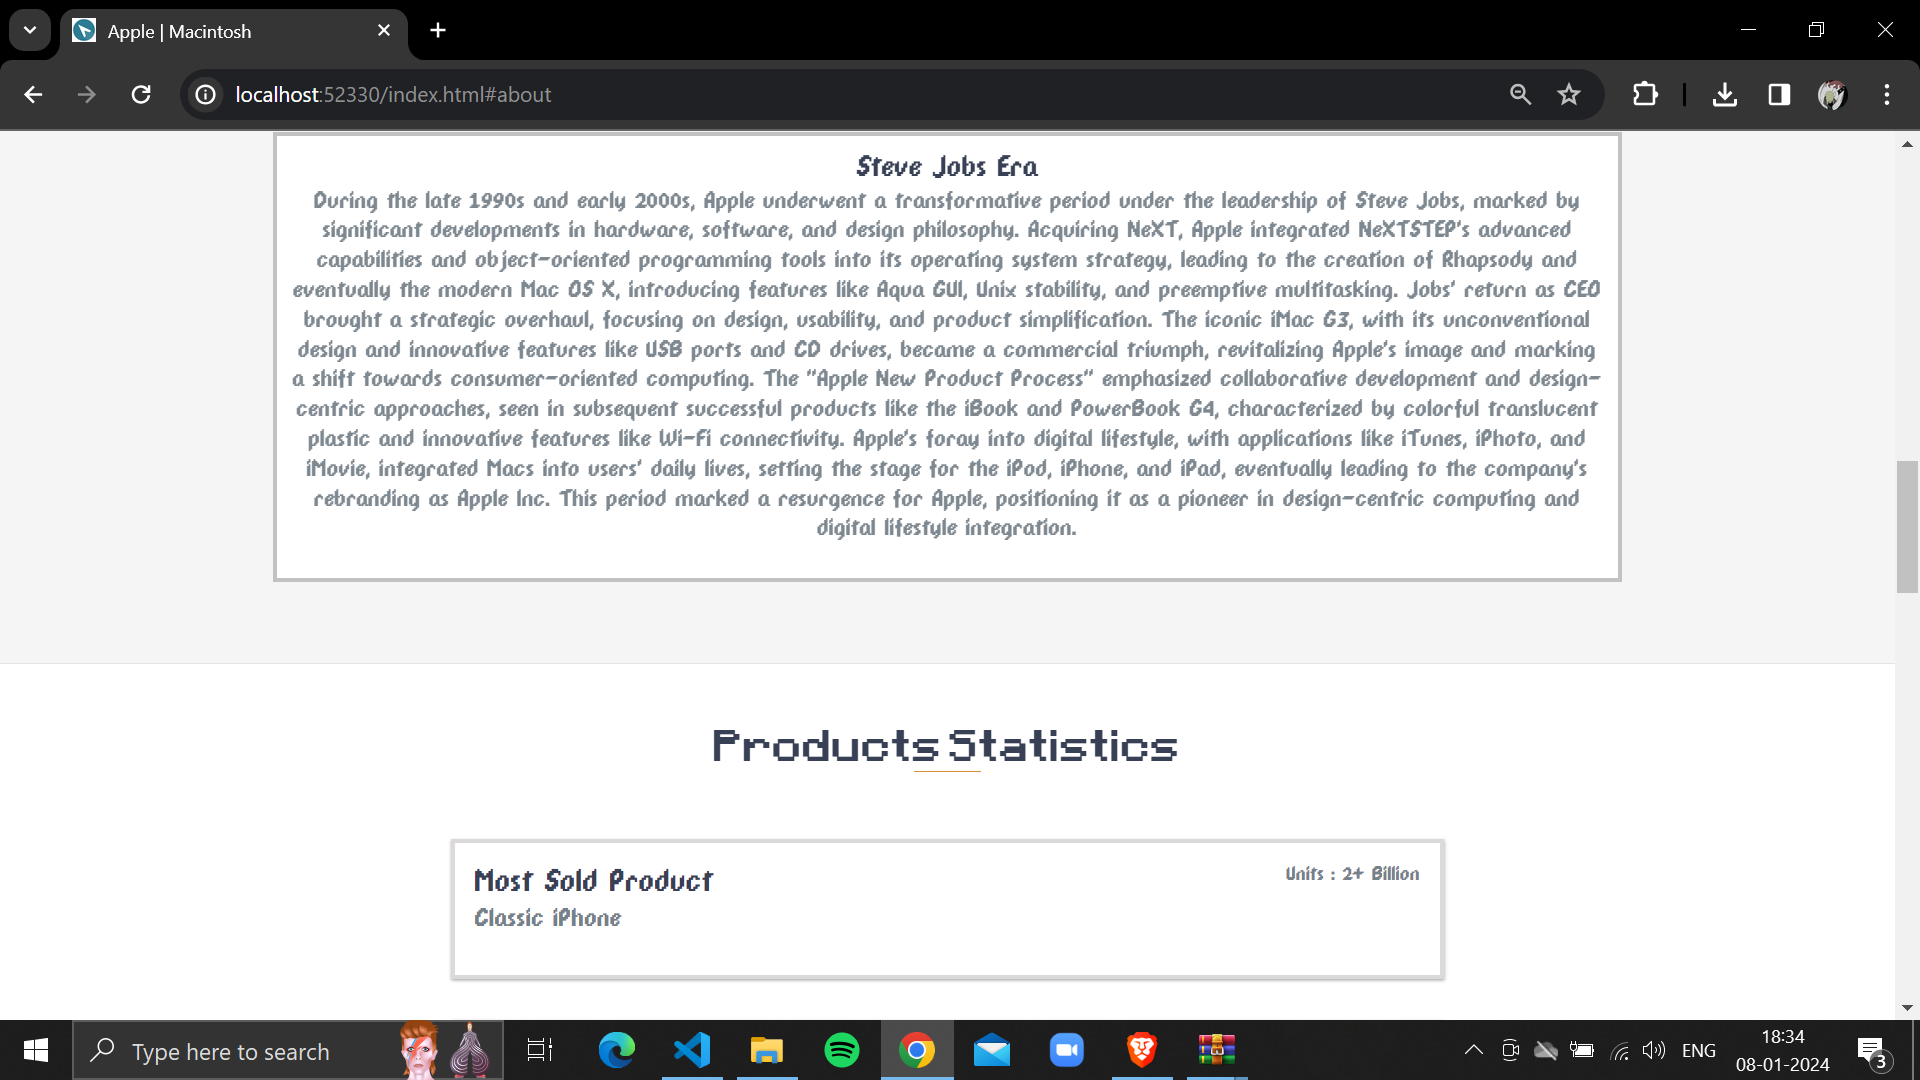 Apple | Macintosh
localhost:52330/index.html#about
Steve Jobs Era
During the late 1990s and early 2000s, Apple underwent a transformative period under the leadership of Steve Jobs, marked by
significant developments in hardware, software, and design philosophy. Acquiring NeXT, Apple integrated NeXTSTEP's advanced
capabilities and object-oriented programming tools into its operating system strategy, leading to the creation of Rhapsody and
eventually the modern Mac OS X, introducing features like Aqua GUI, Unix stability, and preemptive multitasking. Jobs' return as CEO
brought a strategic overhaul, focusing on design, usability, and product simplification. The iconic iMac G3, with its unconventional
design and innovative features like USB ports and CD drives, became a commercial triumph, revitalizing Apple's image and marking
a shift towards consumer-oriented computing. The "Apple New Product Process" emphasized collaborative development and design-
centric approaches, seen in subsequent successful products like the iBook and PowerBook G4, characterized by colorful translucent
plastic and innovative features like Wi-Fi connectivity. Apple's foray into digital lifestyle, with applications like iTunes, iPhoto, and
iMovie, integrated Macs into users' daily lives, setting the stage for the iPod, iPhone, and iPad, eventually leading to the company's
rebranding as Apple Inc. This period marked a resurgence for Apple, positioning it as a pioneer in design-centric computing and
digital lifestyle integration.
Products Statistics
Most Sold Product
Units : 2+ Billion
Classic iPhone
Type here to search
ENG
18:34
08-01-2024
3